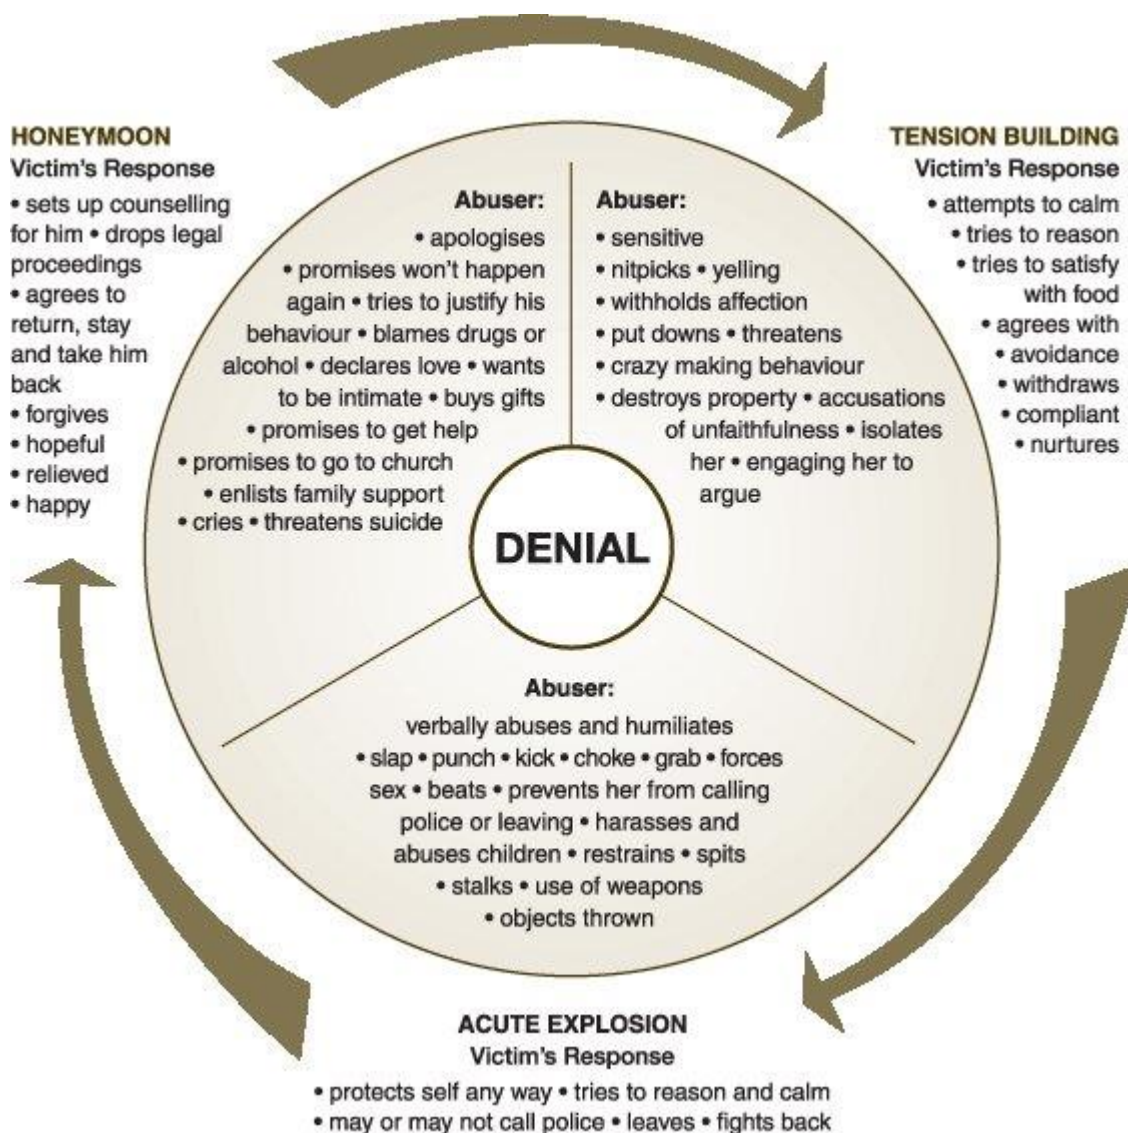 HONEYMOON
Victim's Response
• sets up counselling
for him • drops legal
proceedings
• agrees to
return, stay
and take him
back
• forgives
• hopeful
• relieved
• happy
Abuser:
• apologises
• promises won't happen
again • tries to justify his
behaviour • blames drugs or
alcohol • declares love • wants
to be intimate • buys gifts
• promises to get help
• promises to go to church
• enlists family support
• cries • threatens suicide
Abuser:
• sensitive
• nitpicks • yelling
• withholds affection
• put downs • threatens
• crazy making behaviour
• destroys property • accusations
of unfaithfulness • isolates
her • engaging her to
argue
TENSION BUILDING
Victim's Response
• attempts to calm
• tries to reason
• tries to satisfy
with food
• agrees with
• avoidance
• withdraws
• compliant
• nurtures
DENIAL
Abuser:
verbally abuses and humiliates
• slap • punch • kick • choke • grab • forces
sex • beats • prevents her from calling
police or leaving • harasses and
abuses children • restrains • spits
• stalks • use of weapons
• objects thrown
ACUTE EXPLOSION
Victim's Response
• protects self any way • tries to reason and calm
• may or may not call police • leaves • fights back